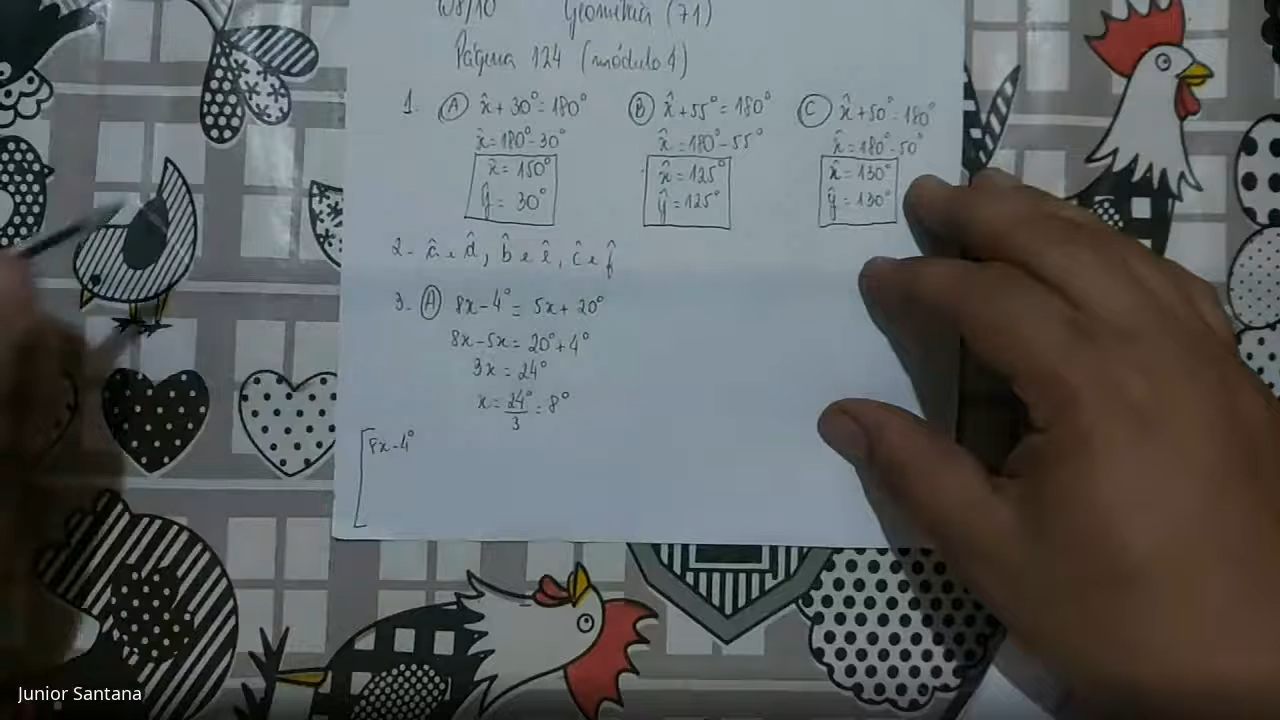 08/10 Geometria (71)
Página 124 (módulo 1)
1. A x̂ + 30° = 180° B x̂ + 55° = 180° C x̂ + 50° = 180°
x̂ = 180° - 30° x̂ = 180° - 55° x̂ = 180° - 50°
x̂ = 150° x̂ = 125° x̂ = 130°
ŷ = 30° ŷ = 125° ŷ = 130°
2- â e d̂, b̂ e ê, ĉ e f̂
3. A 8x - 4° = 5x + 20°
8x - 5x = 20° + 4°
3x = 24°
x = 24°/3 = 8°
8x - 4°
Junior Santana